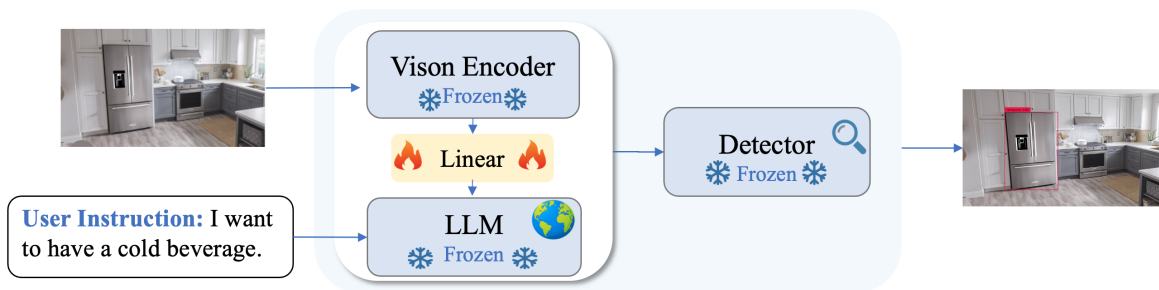 Vison Encoder
Frozen
Linear
User Instruction: I want
to have a cold beverage.
LLM
Frozen
Detector
Frozen